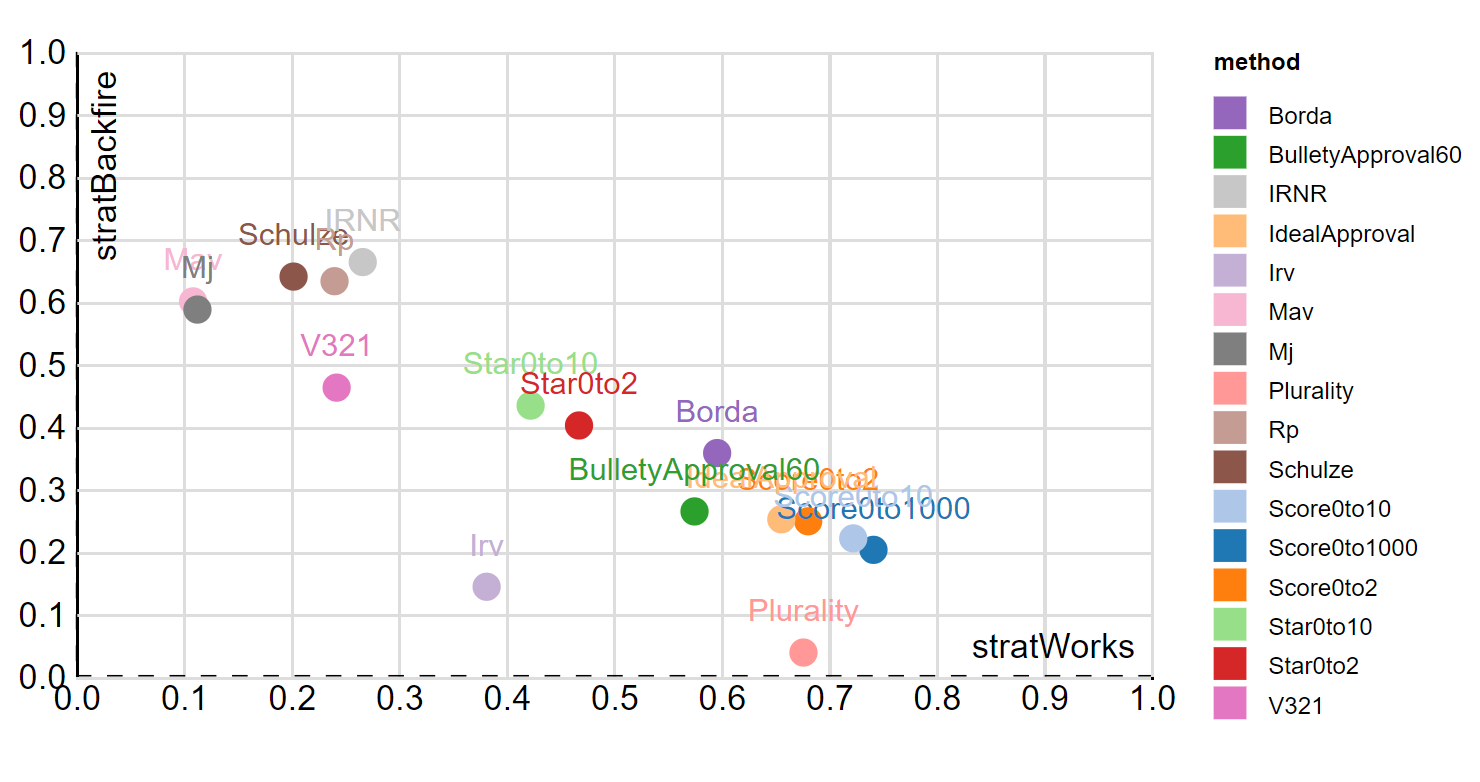 1.0
0.9
0.8
0.7
0.6
0.5
0.4
0.3
0.2
0.1
0.0
stratBackfire
IRNR
Schulze
Rp
Mav
Mj
V321
Star0to10
Star0to2
Borda
BulletyApproval60
IdealApproval
Score0to2
Score0to10
Score0to1000
Irv
Plurality
stratWorks
0.0 0.1 0.2 0.3 0.4 0.5 0.6 0.7 0.8 0.9 1.0
method
Borda
BulletyApproval60
IRNR
IdealApproval
Irv
Mav
Mj
Plurality
Rp
Schulze
Score0to10
Score0to1000
Score0to2
Star0to10
Star0to2
V321